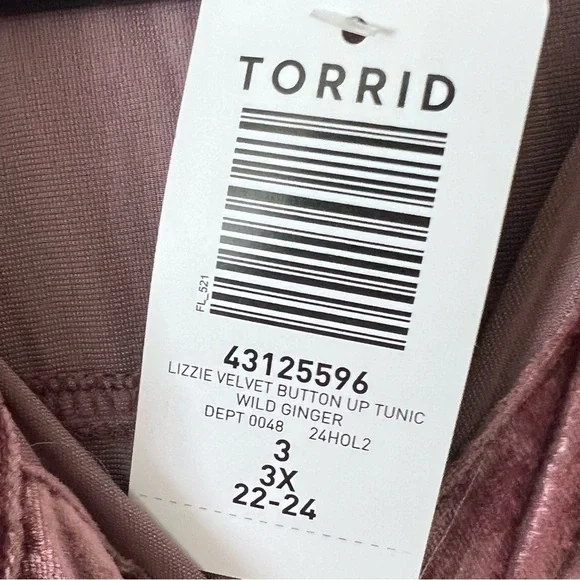 TORRID
FL_521
43125596
LIZZIE VELVET BUTTON UP TUNIC
WILD GINGER
DEPT 0048 24HOL2
3
3X
22-24